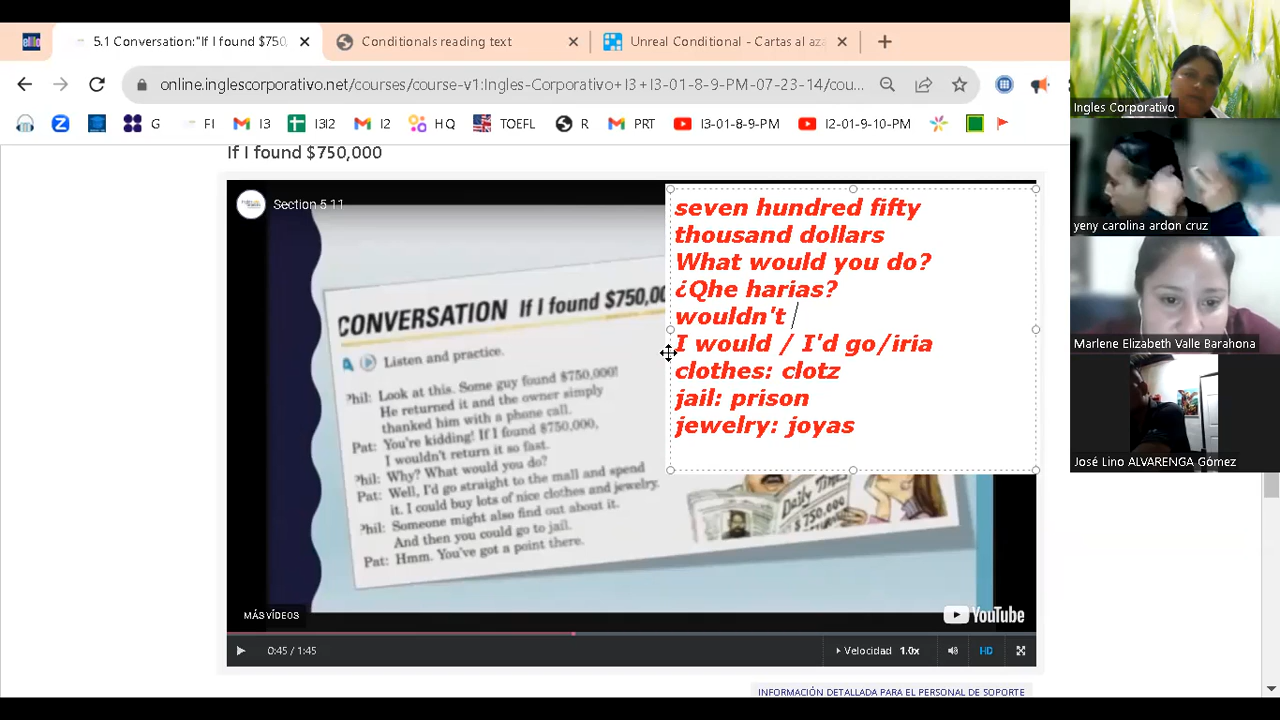 5.1 Conversation:"If I found $750,
Conditionals reading text
Unreal Conditional - Cartas al aza
online.inglescorporativo.net/courses/course-v1:Ingles-Corporativo+I3+I3-01-8-9-PM-07-23-14/cou...
G
FI
I3
I3I2
I2
HQ
TOEFL
R
PRT
I3-01-8-9-PM
I2-01-9-10-PM
If I found $750,000
Section 5 11
CONVERSATION If I found $750,00
A Listen and practice.
Phil: Look at this. Some guy found $750,000!
He returned it and the owner simply
thanked him with a phone call.
Pat: You're kidding! If I found $750,000,
I wouldn't return it so fast.
Phil: Why? What would you do?
Pat: Well, I'd go straight to the mall and spend
it. I could buy lots of nice clothes and jewelry.
Phil: Someone might also find out about it.
And then you could go to jail.
Pat: Hmm. You've got a point there.
Daily Times
$750,000
seven hundred fifty
thousand dollars
What would you do?
¿Qhe harias?
wouldn't
I would / I'd go/iria
clothes: clotz
jail: prison
jewelry: joyas
MÁS VÍDEOS
YouTube
0:45 / 1:45
Velocidad 1.0x
HD
INFORMACIÓN DETALLADA PARA EL PERSONAL DE SOPORTE
Ingles Corporativo
yeny carolina ardon cruz
Marlene Elizabeth Valle Barahona
José Lino ALVARENGA Gómez